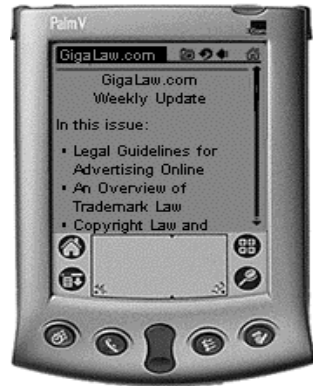 Palm V
GigaLaw.com
GigaLaw.com
Weekly Update
In this issue:
• Legal Guidelines for
Advertising Online
• An Overview of
Trademark Law
• Copyright Law and